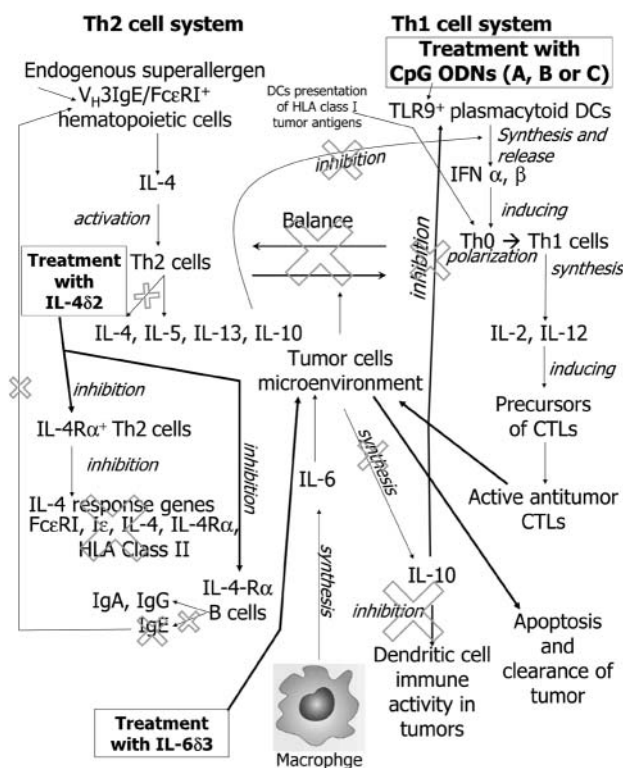 Th2 cell system
Th1 cell system
Treatment with
CpG ODNs (A, B or C)
Endogenous superallergen
VH3IgE/FcεRI+
hematopoietic cells
DCs presentation
of HLA class I
tumor antigens
TLR9+ plasmacytoid DCs
Synthesis and
release
inhibition
IFN α, β
IL-4
inducing
activation
Balance
Th0 → Th1 cells
polarization
inhibition
synthesis
Treatment
with
IL-4δ2
Th2 cells
IL-4, IL-5, IL-13, IL-10
IL-2, IL-12
Tumor cells
microenvironment
inducing
inhibition
IL-4Rα+ Th2 cells
inhibition
synthesis
Precursors
of CTLs
inhibition
IL-6
Active antitumor
CTLs
IL-4 response genes
FcεRI, Iε, IL-4, IL-4Rα,
HLA Class II
synthesis
IL-10
IgA, IgG
IL-4-Rα
B cells
IgE
inhibition
Dendritic cell
immune
activity in
tumors
Apoptosis
and
clearance
of tumor
Treatment
with IL-6δ3
Macrophge